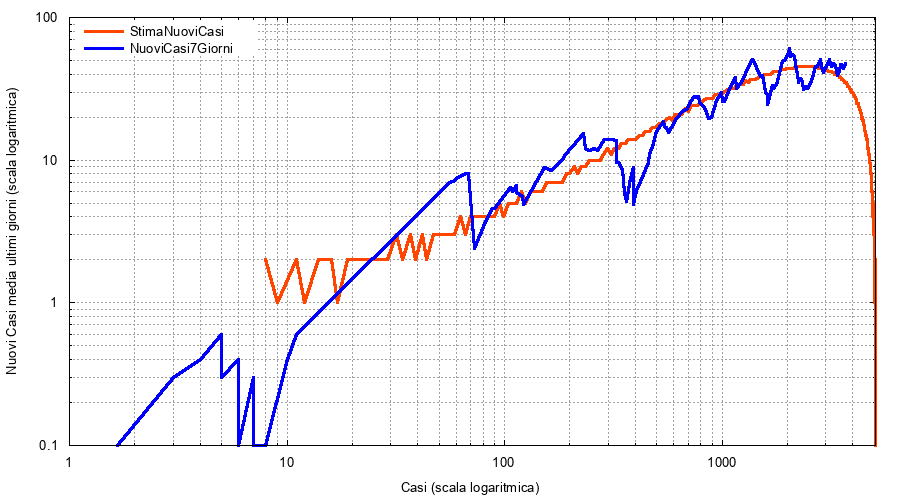 100
StimaNuoviCasi
NuoviCasi7Giorni
10
1
0.1
1
10
100
1000
Nuovi Casi media ultimi giorni (scala logaritmica)
Casi (scala logaritmica)